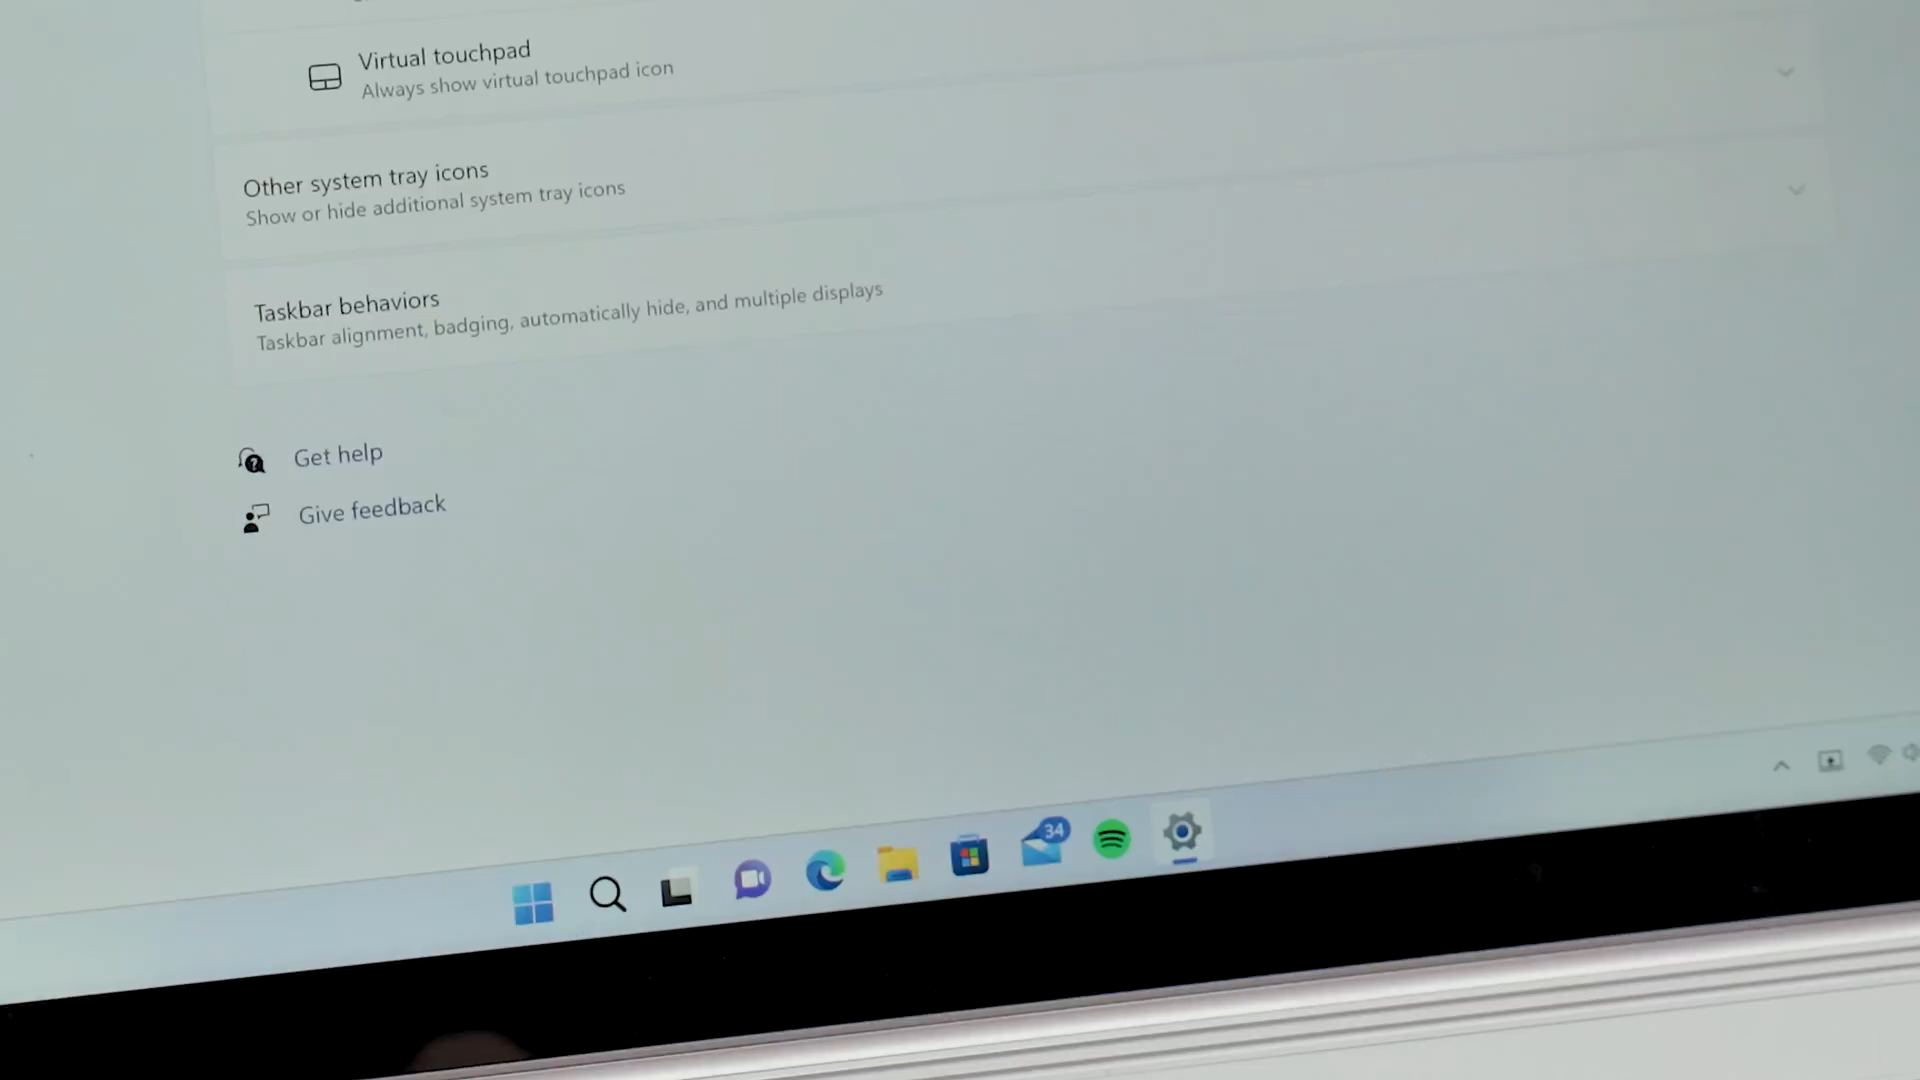 Virtual touchpad
Always show virtual touchpad icon
Other system tray icons
Show or hide additional system tray icons
Taskbar behaviors
Taskbar alignment, badging, automatically hide, and multiple displays
Get help
Give feedback
34